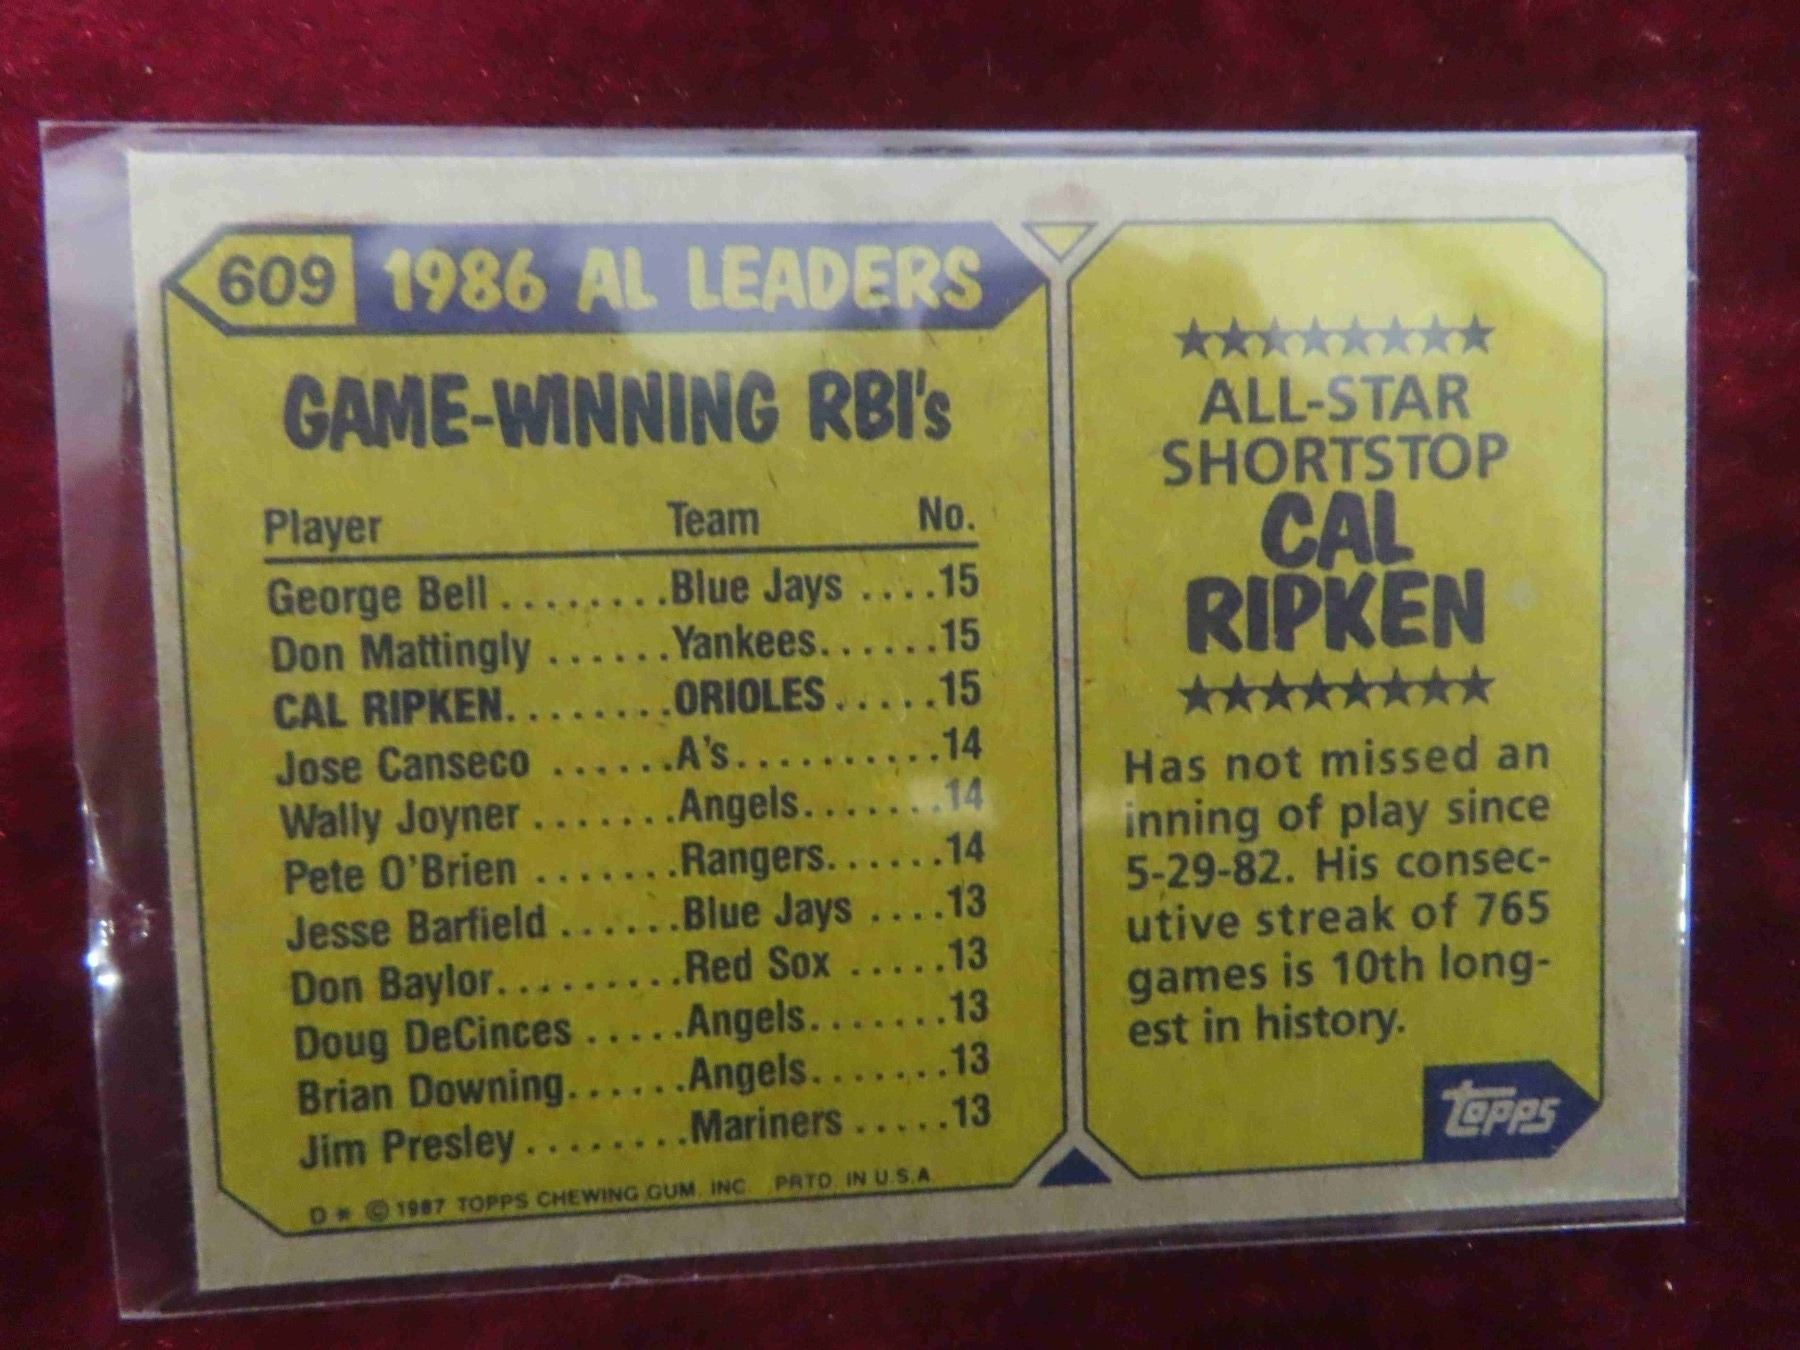 609 1986 AL LEADERS
GAME-WINNING RBI's
Player Team No.
George Bell ........Blue Jays ....15
Don Mattingly ......Yankees......15
CAL RIPKEN........ORIOLES.....15
Jose Canseco ......A's..........14
Wally Joyner .......Angels.......14
Pete O'Brien .......Rangers......14
Jesse Barfield ......Blue Jays ....13
Don Baylor.........Red Sox .....13
Doug DeCinces .....Angels.......13
Brian Downing......Angels.......13
Jim Presley ........Mariners .....13
D * © 1987 TOPPS CHEWING GUM, INC. PRTD. IN U.S.A.
ALL-STAR
SHORTSTOP
CAL
RIPKEN
Has not missed an
inning of play since
5-29-82. His consec-
utive streak of 765
games is 10th long-
est in history.
topps